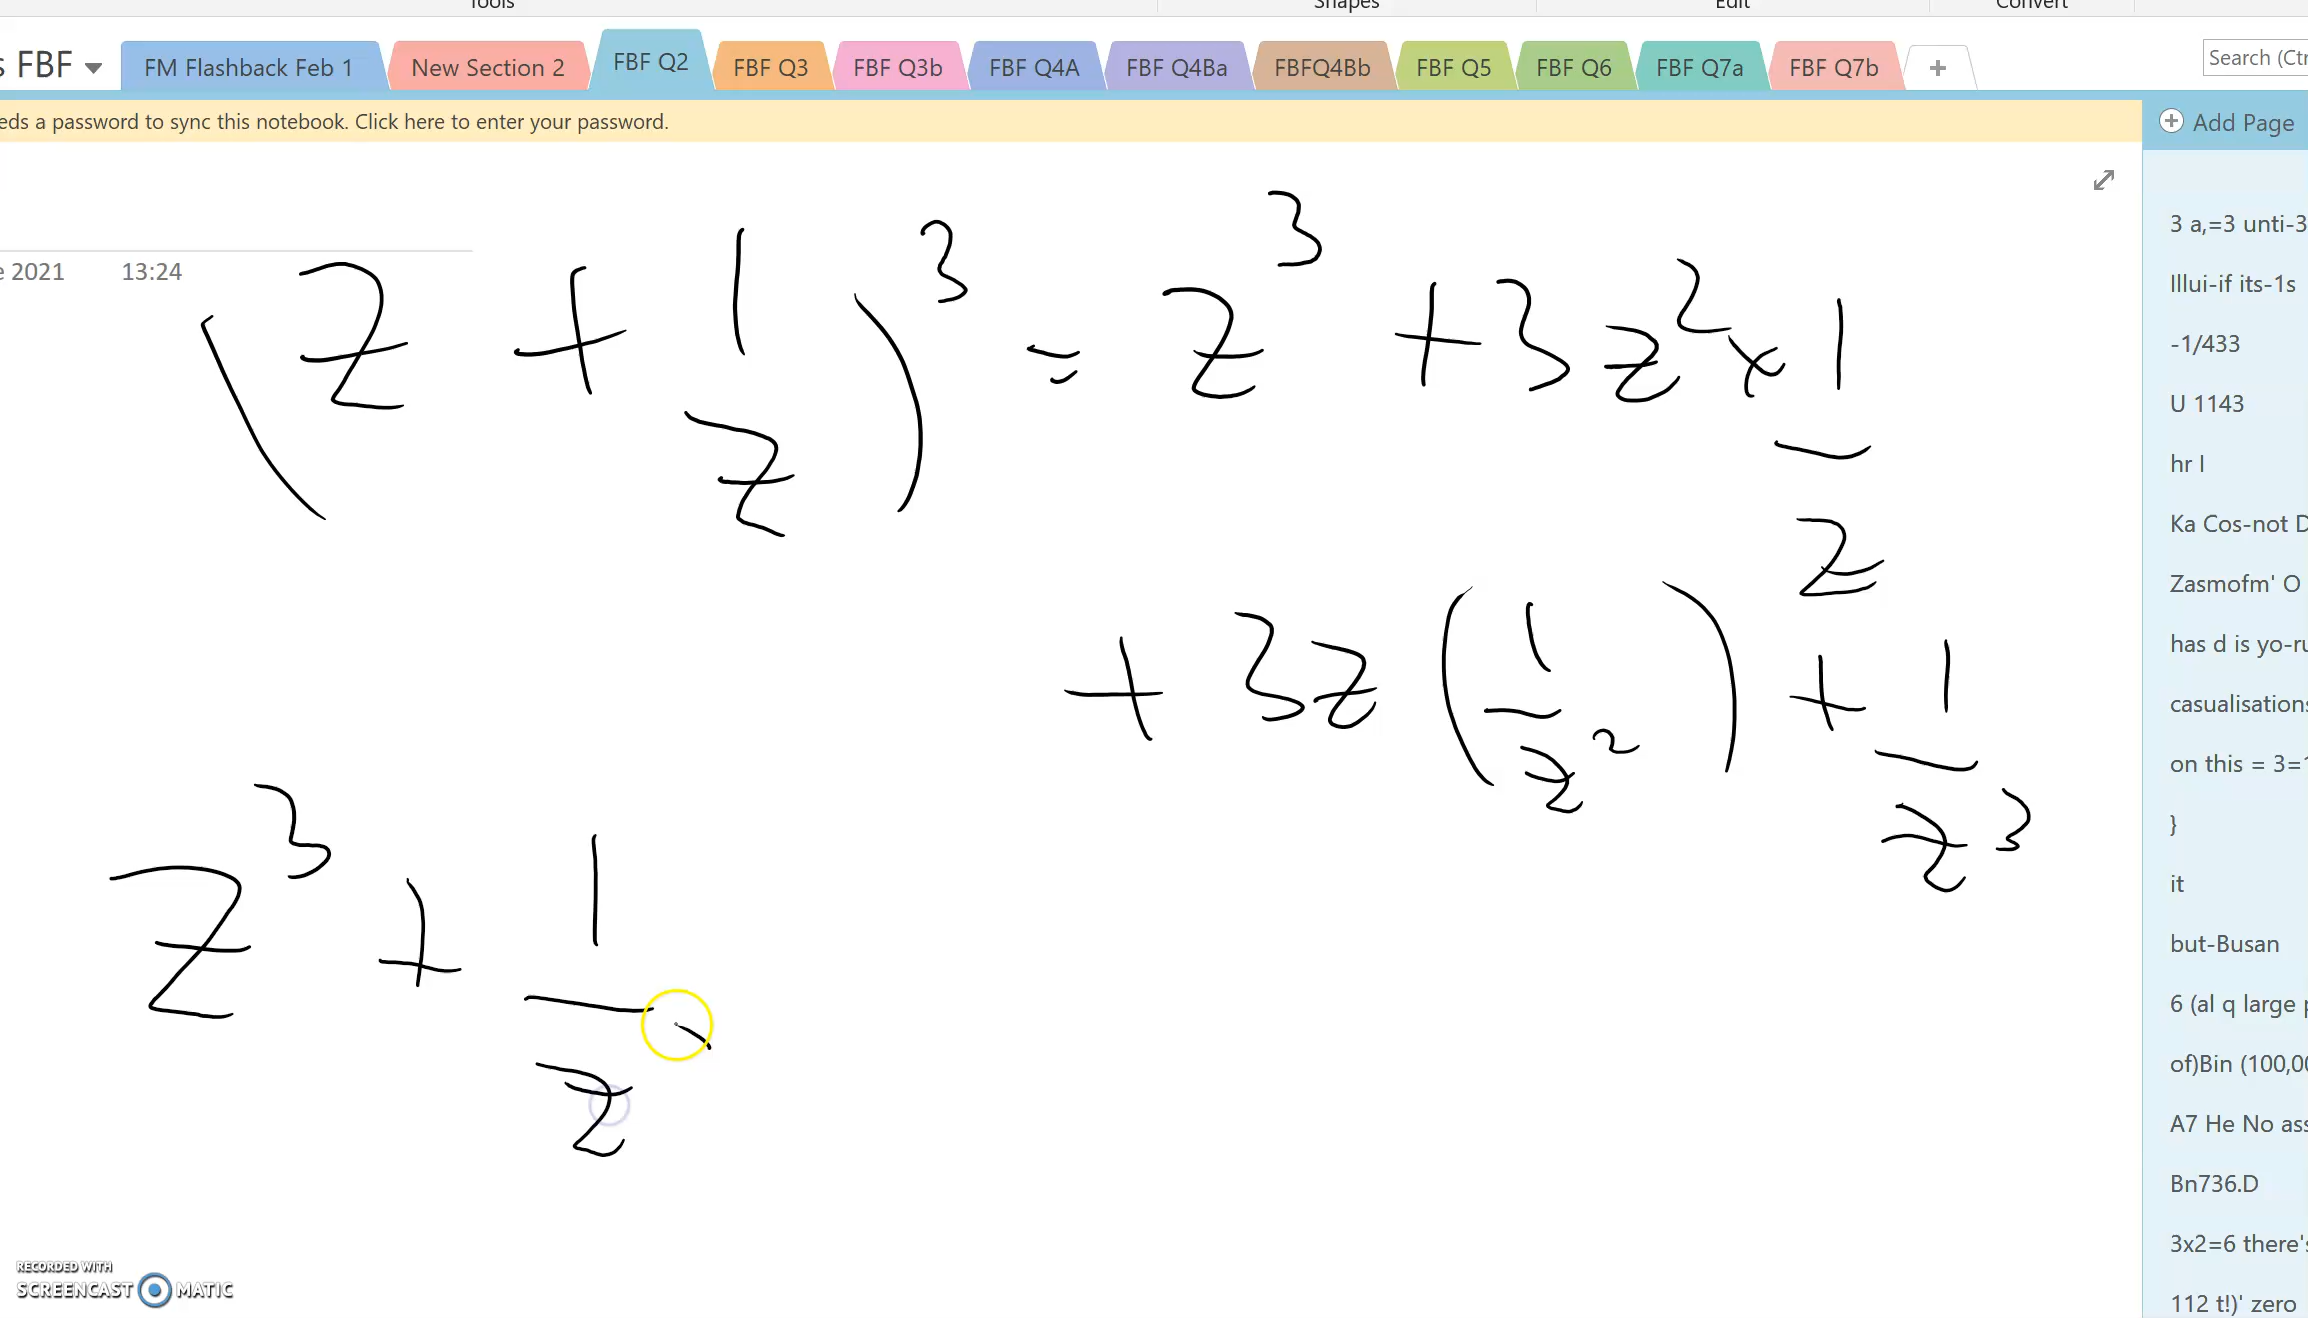 Tools Shapes Edit Convert
s FBF FM Flashback Feb 1 New Section 2 FBF Q2 FBF Q3 FBF Q3b FBF Q4A FBF Q4Ba FBFQ4Bb FBF Q5 FBF Q6 FBF Q7a FBF Q7b + Search (Ctr
eds a password to sync this notebook. Click here to enter your password.
Add Page
e 2021 13:24
(z + 1/z)³ = z³ + 3z² × 1/z
+ 3z (1/z²) + 1/z³
z³ + 1/z
3 a,=3 unti-3
Illui-if its-1s
-1/433
U 1143
hr I
Ka Cos-not D
Zasmofm' O
has d is yo-ru
casualisations
on this = 3=1
}
it
but-Busan
6 (al q large p
of)Bin (100,00
A7 He No ass
Bn736.D
3x2=6 there's
112 t!)' zero
RECORDED WITH
SCREENCAST MATIC